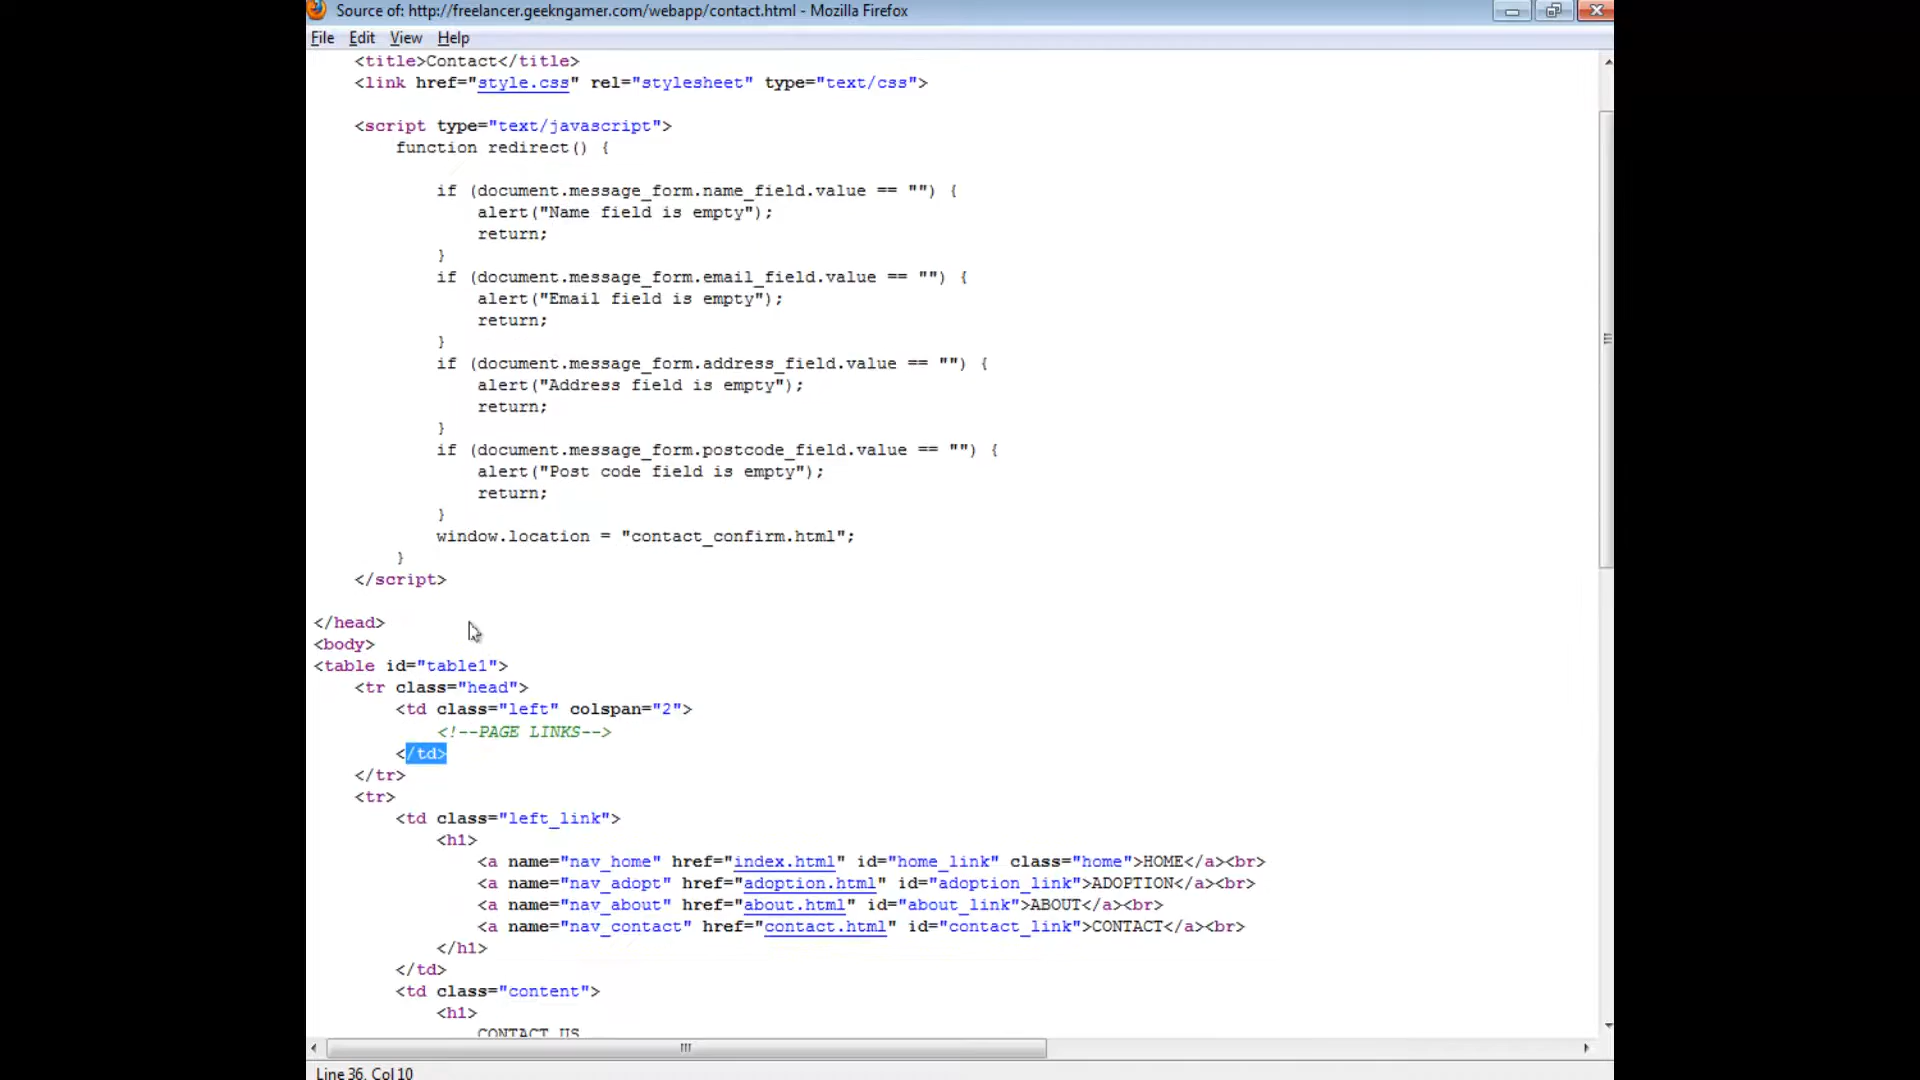 Source of: http://freelancer.geekngamer.com/webapp/contact.html - Mozilla Firefox
File Edit View Help
<title>Contact</title>
<link href="style.css" rel="stylesheet" type="text/css">
<script type="text/javascript">
function redirect() {
if (document.message_form.name_field.value == "") {
alert("Name field is empty");
return;
}
if (document.message_form.email_field.value == "") {
alert("Email field is empty");
return;
}
if (document.message_form.address_field.value == "") {
alert("Address field is empty");
return;
}
if (document.message_form.postcode_field.value == "") {
alert("Post code field is empty");
return;
}
window.location = "contact_confirm.html";
}
</script>
</head>
<body>
<table id="table1">
<tr class="head">
<td class="left" colspan="2">
<!--PAGE LINKS-->
</td>
</tr>
<tr>
<td class="left_link">
<h1>
<a name="nav_home" href="index.html" id="home_link" class="home">HOME</a><br>
<a name="nav_adopt" href="adoption.html" id="adoption_link">ADOPTION</a><br>
<a name="nav_about" href="about.html" id="about_link">ABOUT</a><br>
<a name="nav_contact" href="contact.html" id="contact_link">CONTACT</a><br>
</h1>
</td>
<td class="content">
<h1>
CONTACT US
Line 36, Col 10